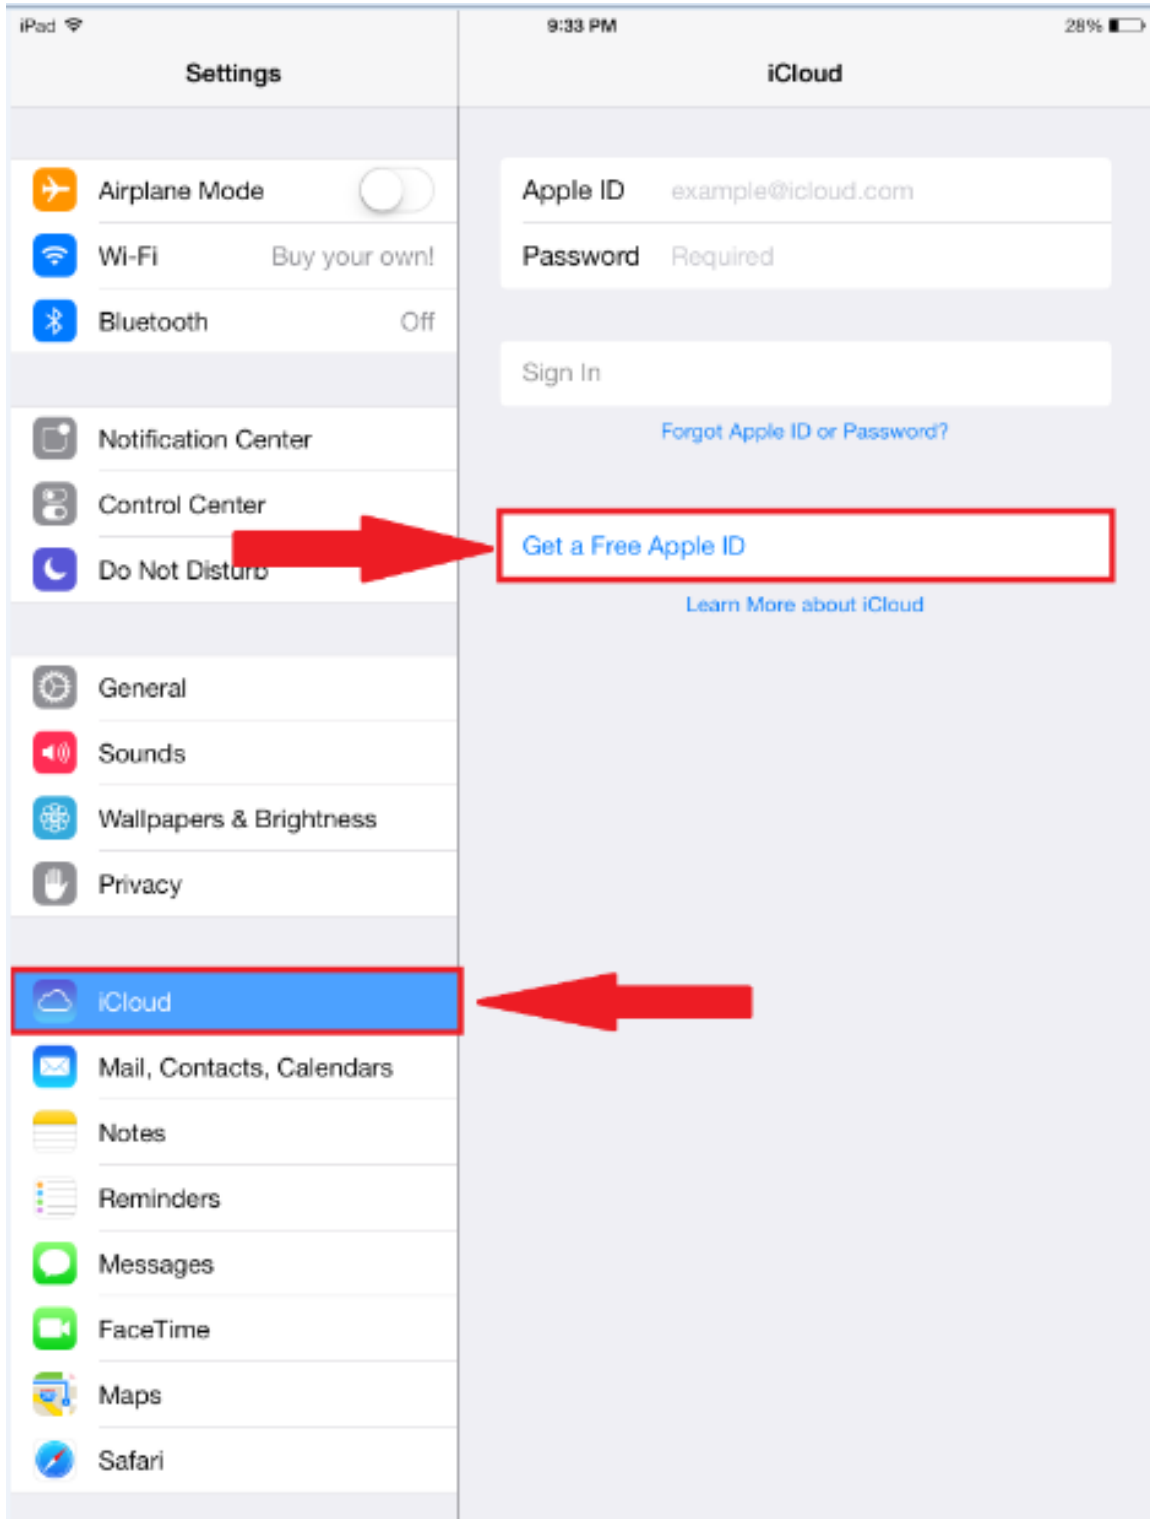 iPad 9:33 PM 28%
Settings
iCloud
Airplane Mode
Wi-Fi Buy your own!
Bluetooth Off
Notification Center
Control Center
Do Not Disturb
General
Sounds
Wallpapers & Brightness
Privacy
iCloud
Mail, Contacts, Calendars
Notes
Reminders
Messages
FaceTime
Maps
Safari
Apple ID example@icloud.com
Password Required
Sign In
Forgot Apple ID or Password?
Get a Free Apple ID
Learn More about iCloud